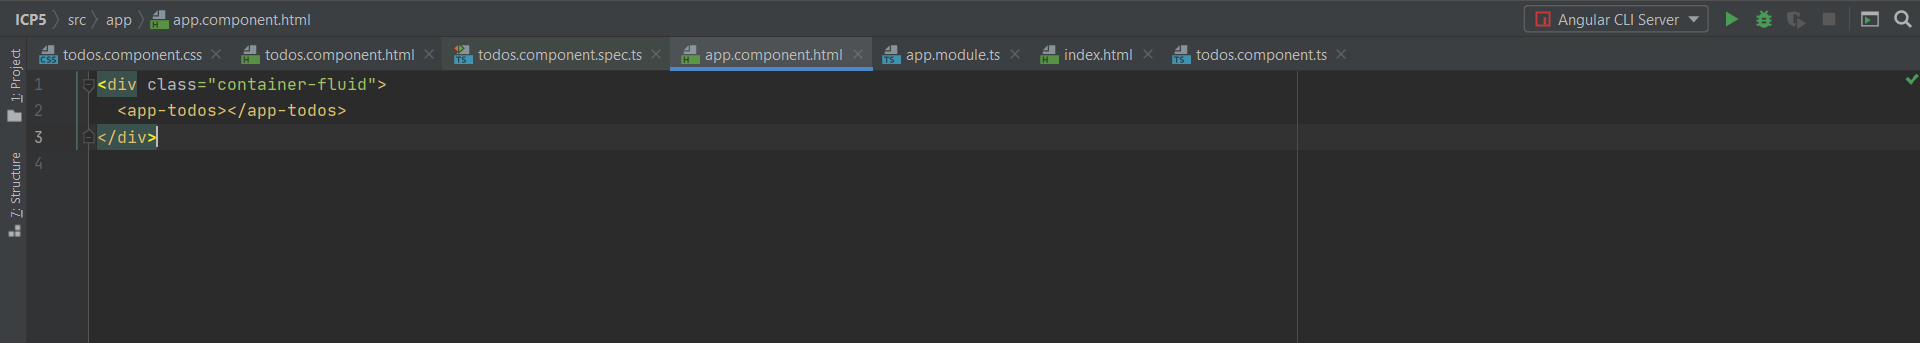 ICP5 src app app.component.html Angular CLI Server
todos.component.css todos.component.html todos.component.spec.ts app.component.html app.module.ts index.html todos.component.ts
1: Project
7: Structure
1 <div class="container-fluid">
2 <app-todos></app-todos>
3 </div>
4